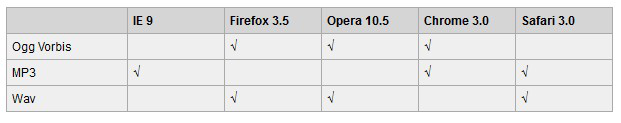 IE 9 Firefox 3.5 Opera 10.5 Chrome 3.0 Safari 3.0
Ogg Vorbis √ √ √
MP3 √ √ √
Wav √ √ √